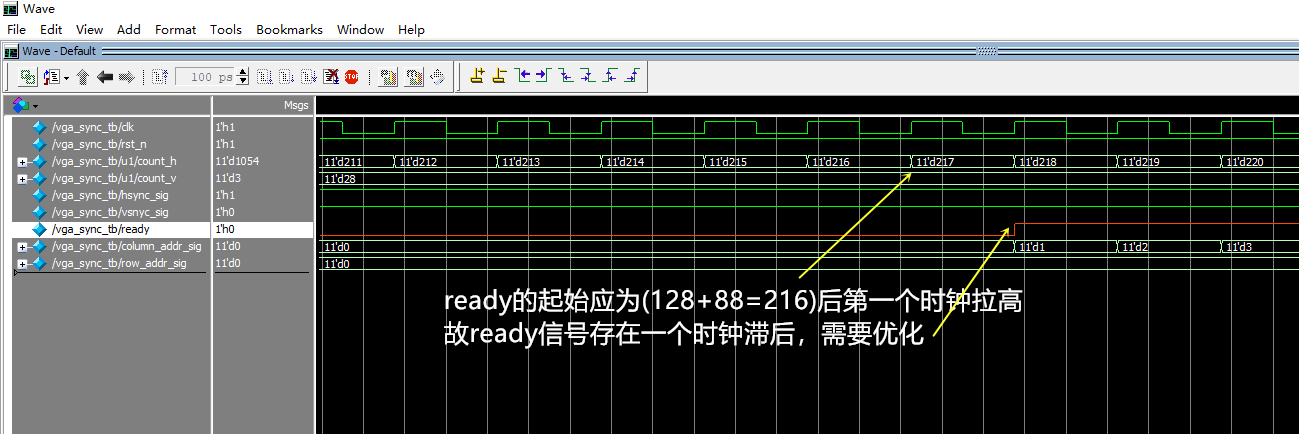 Wave
File Edit View Add Format Tools Bookmarks Window Help
Wave - Default
100 ps
STOP
Msgs
/vga_sync_tb/clk 1'h1
/vga_sync_tb/rst_n 1'h1
/vga_sync_tb/u1/count_h 11'd1054 11'd211 11'd212 11'd213 11'd214 11'd215 11'd216 11'd217 11'd218 11'd219 11'd220
/vga_sync_tb/u1/count_v 11'd3 11'd28
/vga_sync_tb/hsync_sig 1'h1
/vga_sync_tb/vsnyc_sig 1'h0
/vga_sync_tb/ready 1'h0
/vga_sync_tb/column_addr_sig 11'd0 11'd0 11'd1 11'd2 11'd3
/vga_sync_tb/row_addr_sig 11'd0 11'd0
ready的起始应为(128+88=216)后第一个时钟拉高
故ready信号存在一个时钟滞后，需要优化